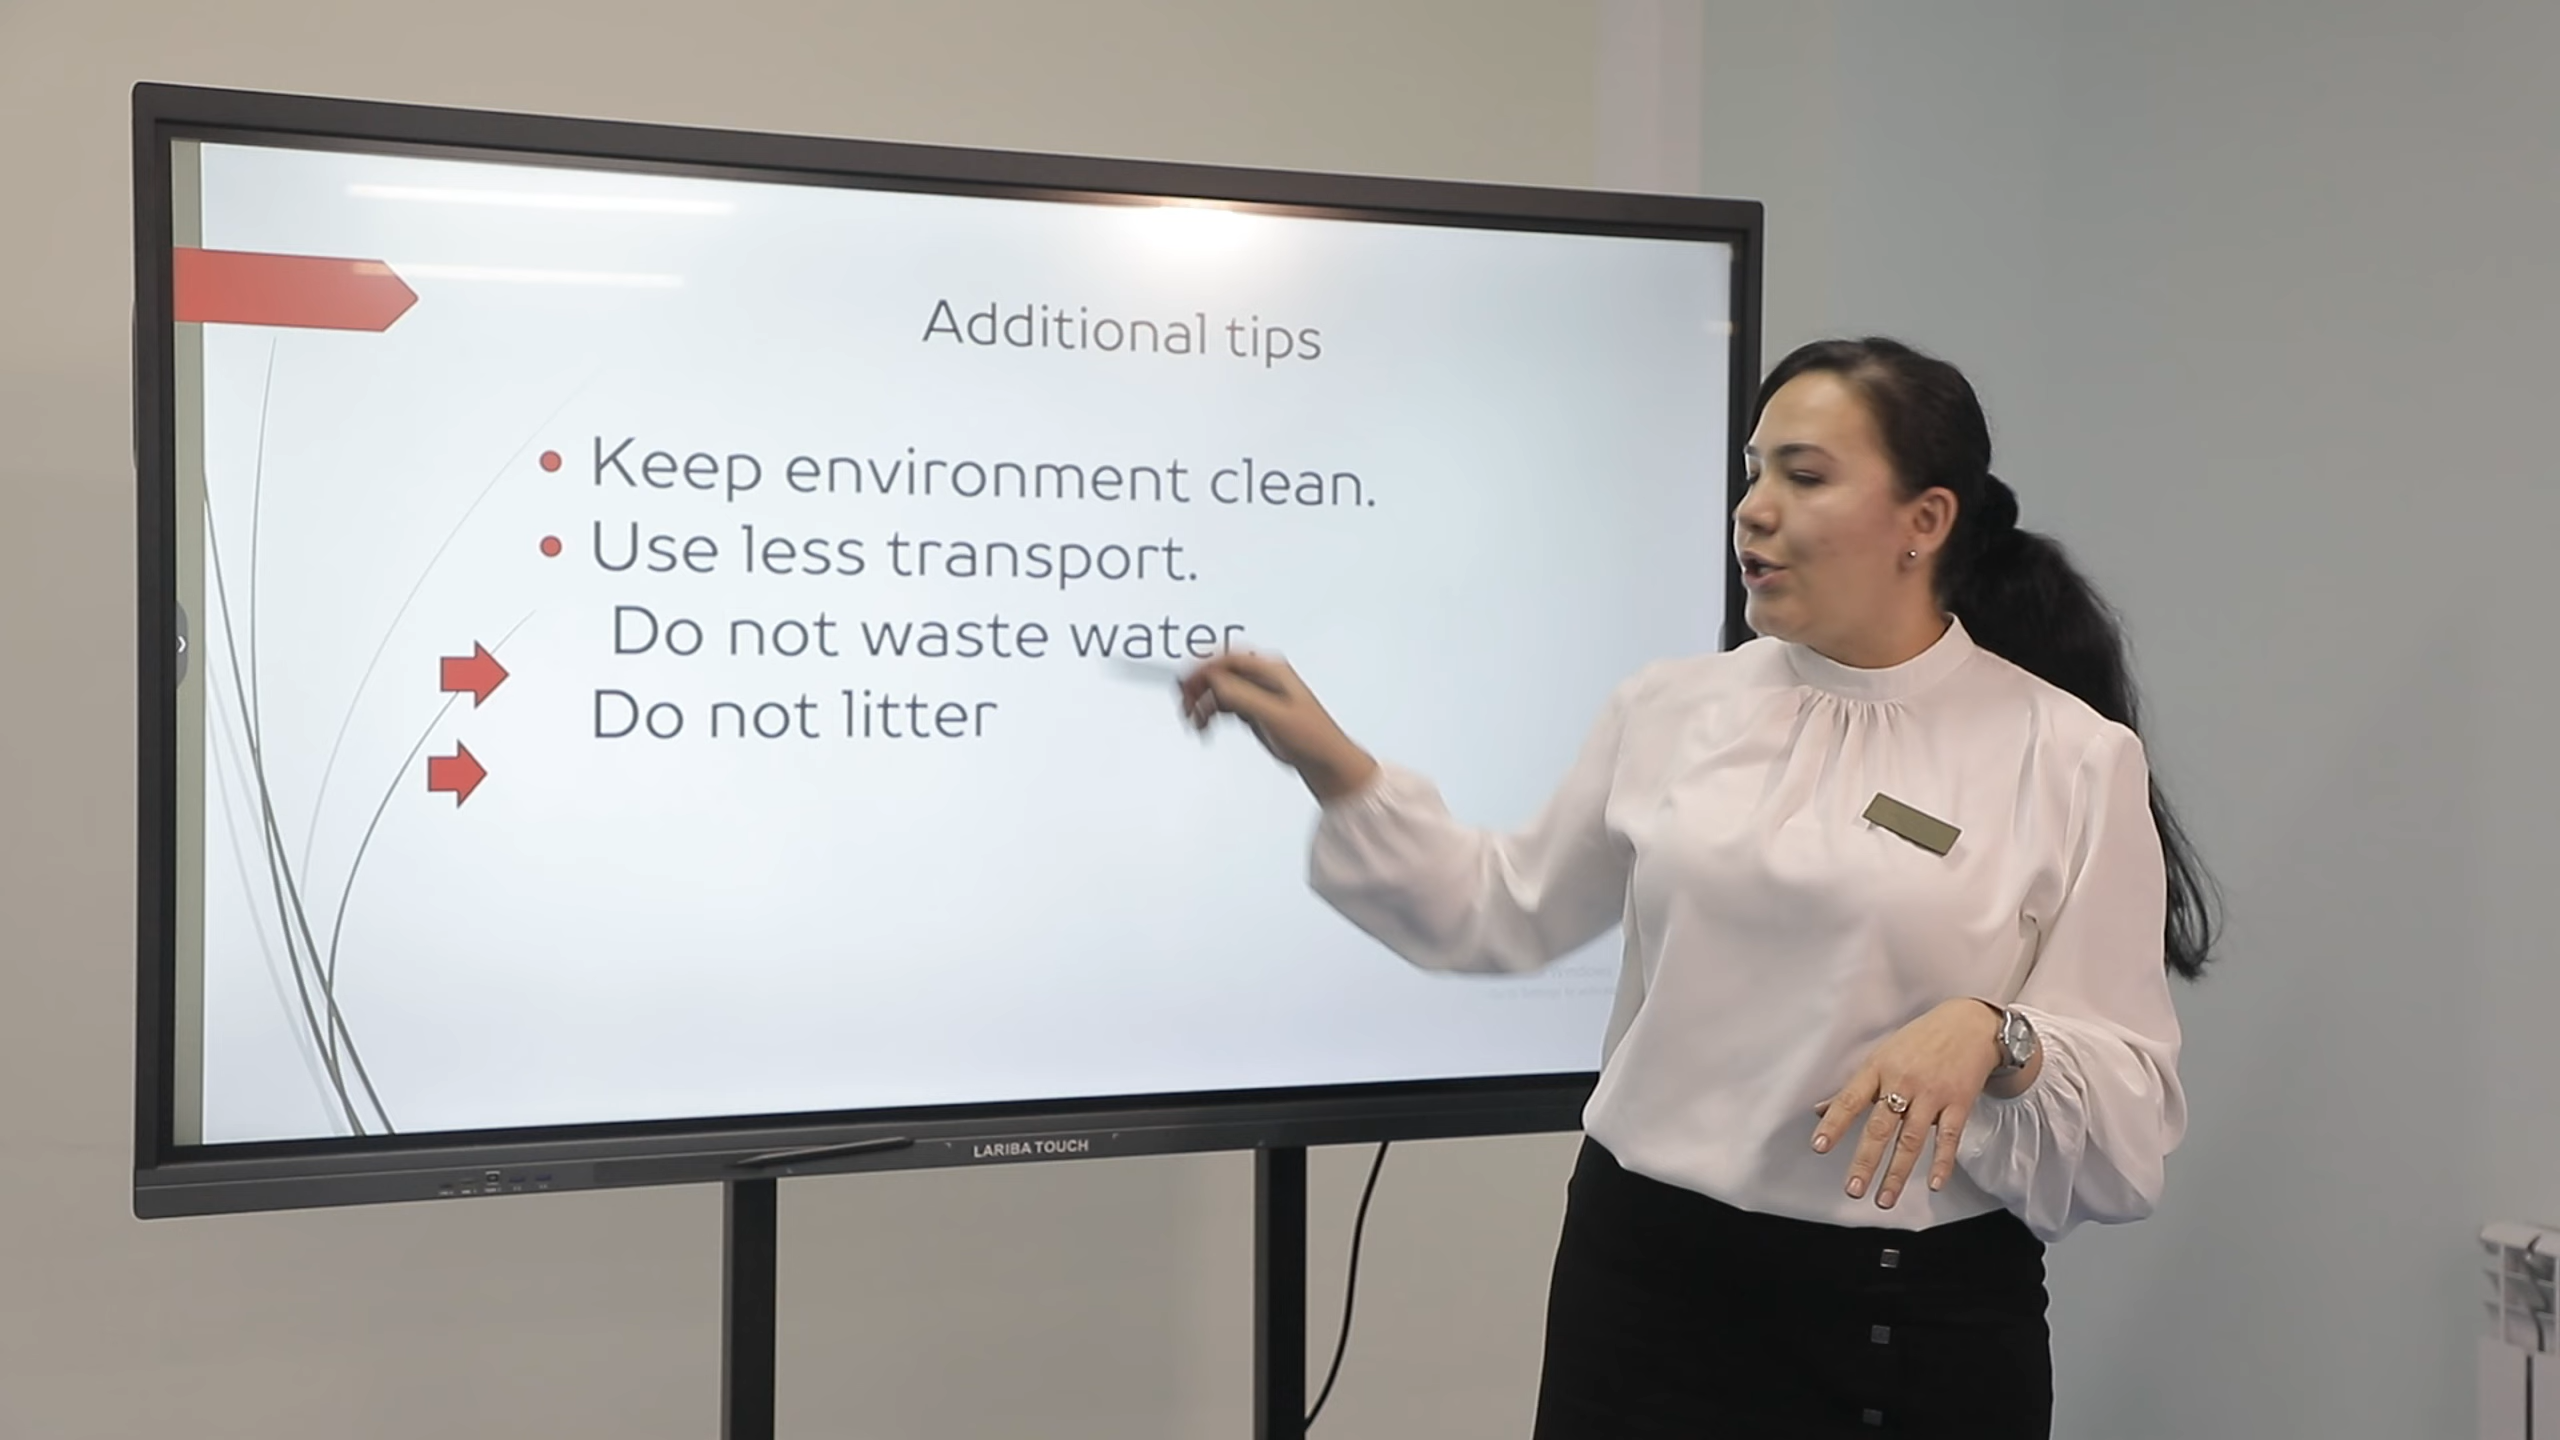 Additional tips
Keep environment clean.
Use less transport.
Do not waste water.
Do not litter
LARIBA TOUCH